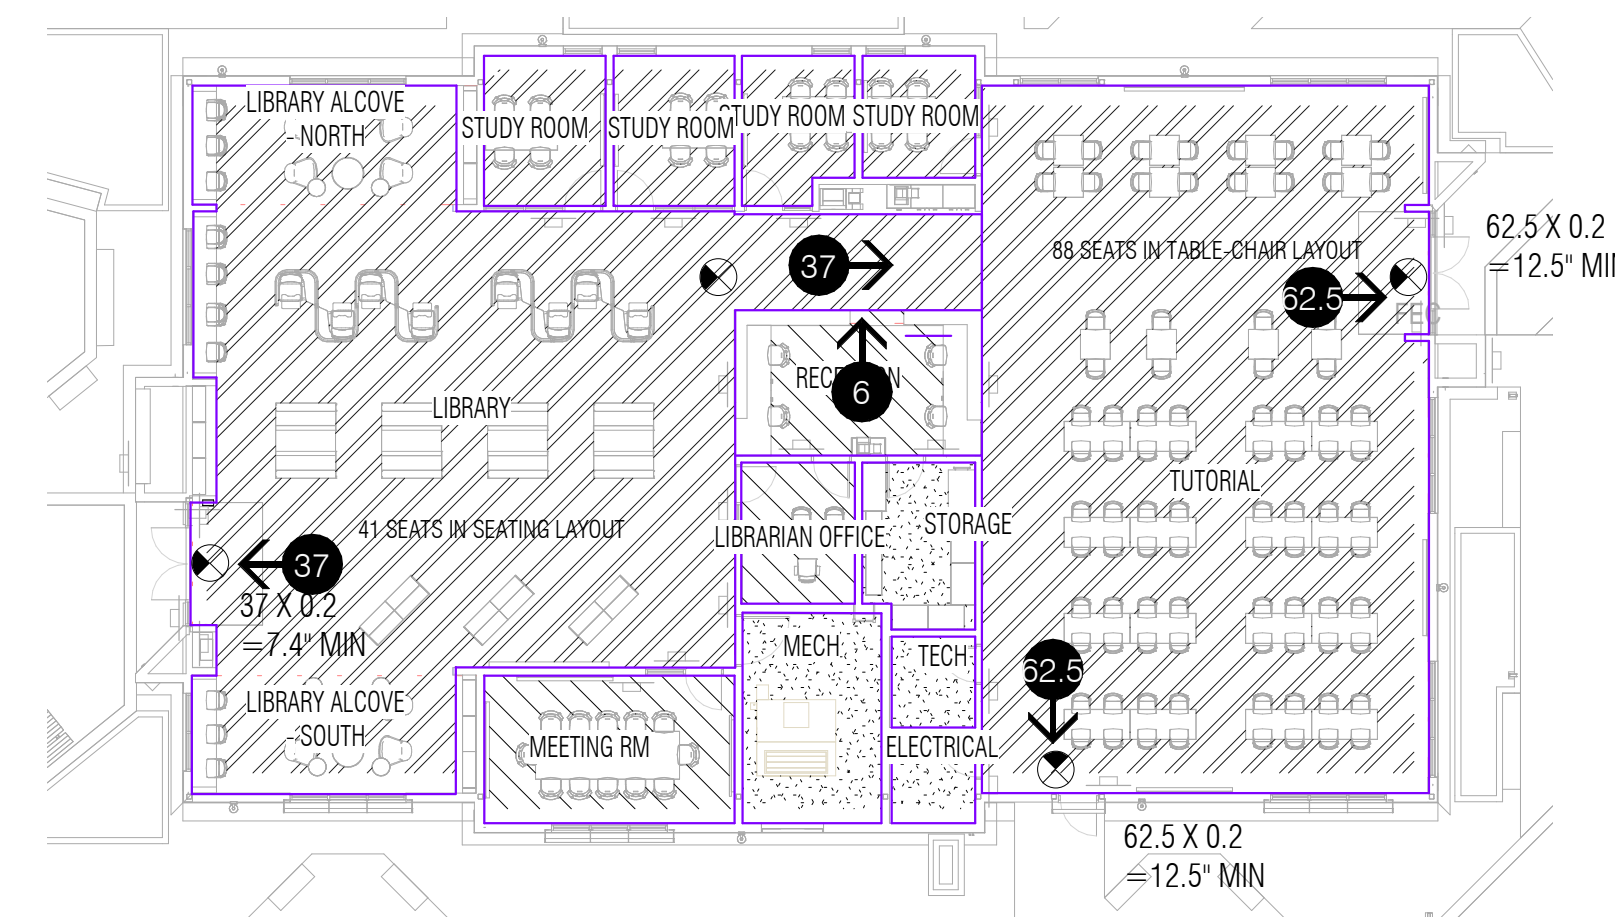 LIBRARY ALCOVE
- NORTH
STUDY ROOM
STUDY ROOM
STUDY ROOM
STUDY ROOM
88 SEATS IN TABLE-CHAIR LAYOUT
62.5 X 0.2
=12.5" MIN
37
62.5
FEC
RECEPTION
6
LIBRARY
TUTORIAL
41 SEATS IN SEATING LAYOUT
LIBRARIAN OFFICE
STORAGE
37
37 X 0.2
=7.4" MIN
MECH
TECH
62.5
LIBRARY ALCOVE
- SOUTH
MEETING RM
ELECTRICAL
62.5 X 0.2
=12.5" MIN